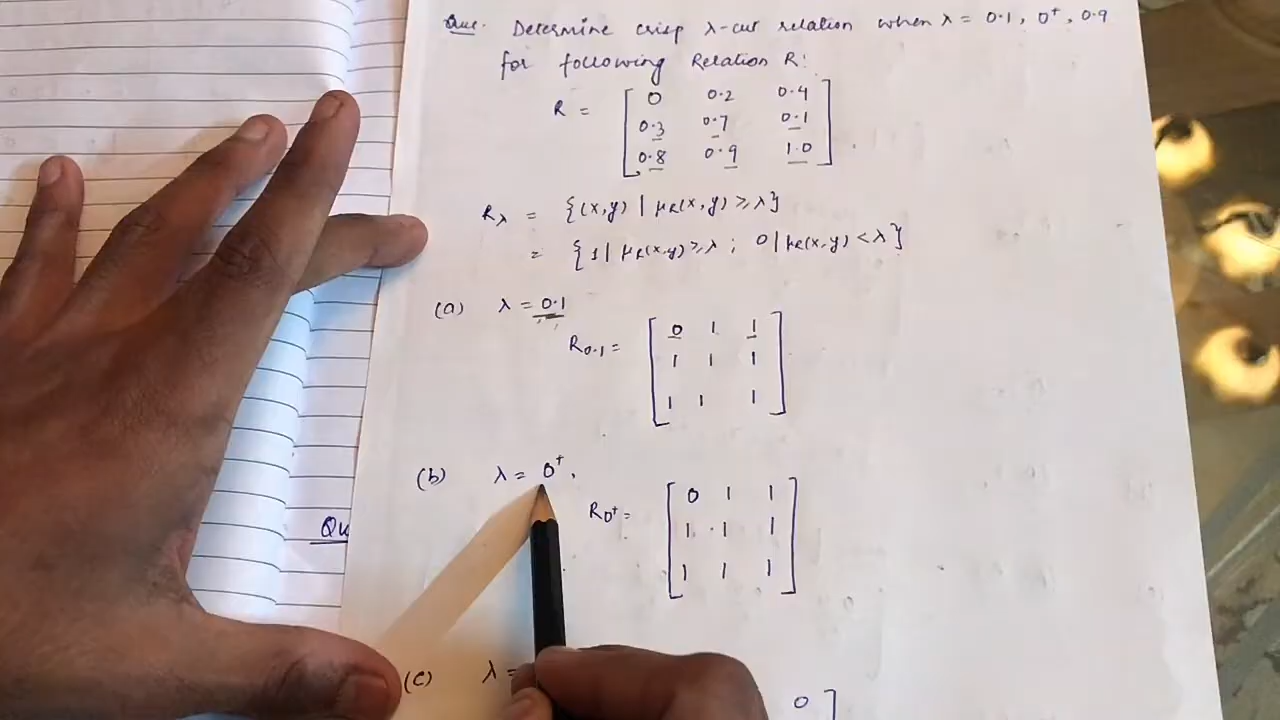 Que. Determine crisp λ-cut relation when λ = 0.1, 0⁺, 0.9
for following Relation R:
R = [ 0 0.2 0.4
0.3 0.7 0.1
0.8 0.9 1.0 ]
Rλ = {(x,y) | μR(x,y) ≥ λ}
= {1 | μR(x,y) ≥ λ ; 0 | μR(x,y) < λ}
(a) λ = 0.1
R0.1 = [ 0 1 1
1 1 1
1 1 1 ]
(b) λ = 0⁺,
R0⁺ = [ 0 1 1
1 1 1
1 1 1 ]
Qu
(c) λ =
0 ]